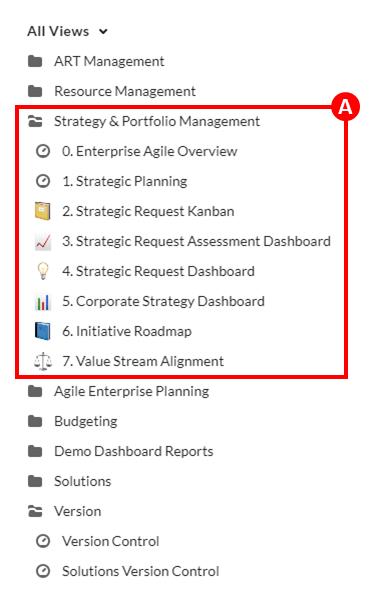 All Views
ART Management
Resource Management
A
Strategy & Portfolio Management
0. Enterprise Agile Overview
1. Strategic Planning
2. Strategic Request Kanban
3. Strategic Request Assessment Dashboard
4. Strategic Request Dashboard
5. Corporate Strategy Dashboard
6. Initiative Roadmap
7. Value Stream Alignment
Agile Enterprise Planning
Budgeting
Demo Dashboard Reports
Solutions
Version
Version Control
Solutions Version Control